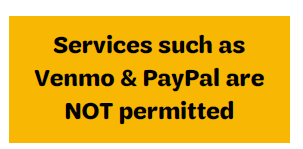 Services such as
Venmo & PayPal are
NOT permitted